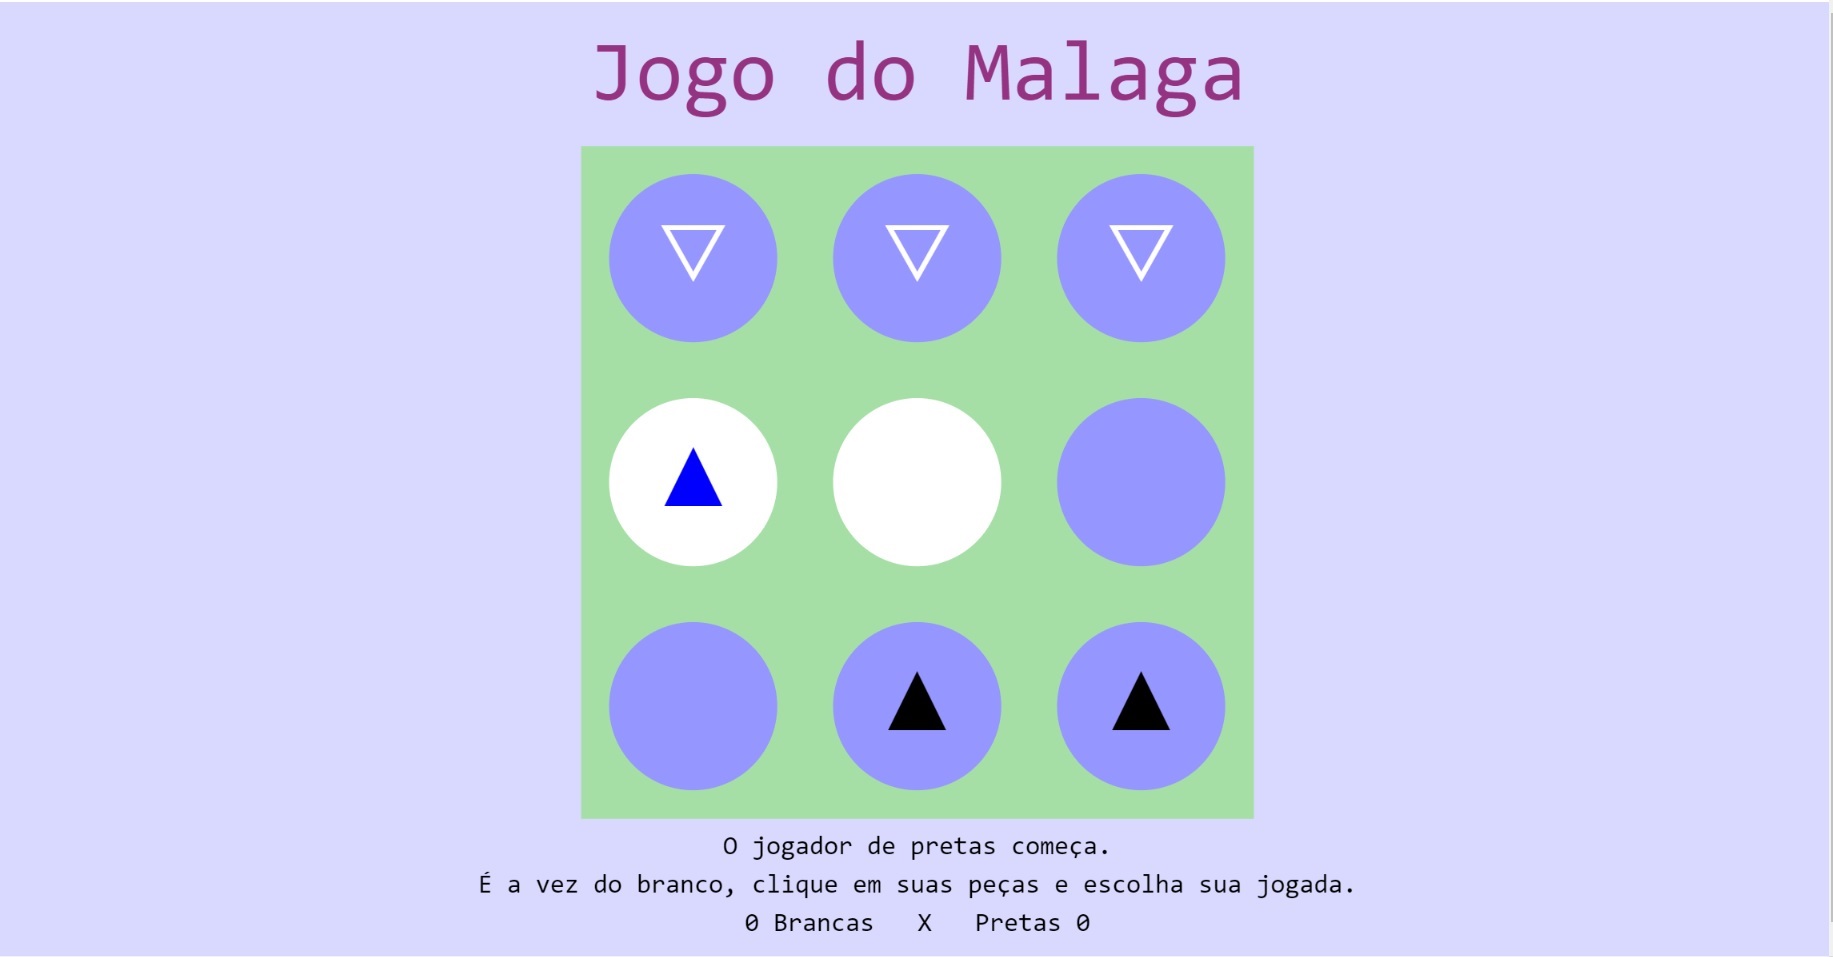 Jogo do Malaga
O jogador de pretas começa.
É a vez do branco, clique em suas peças e escolha sua jogada.
0 Brancas X Pretas 0